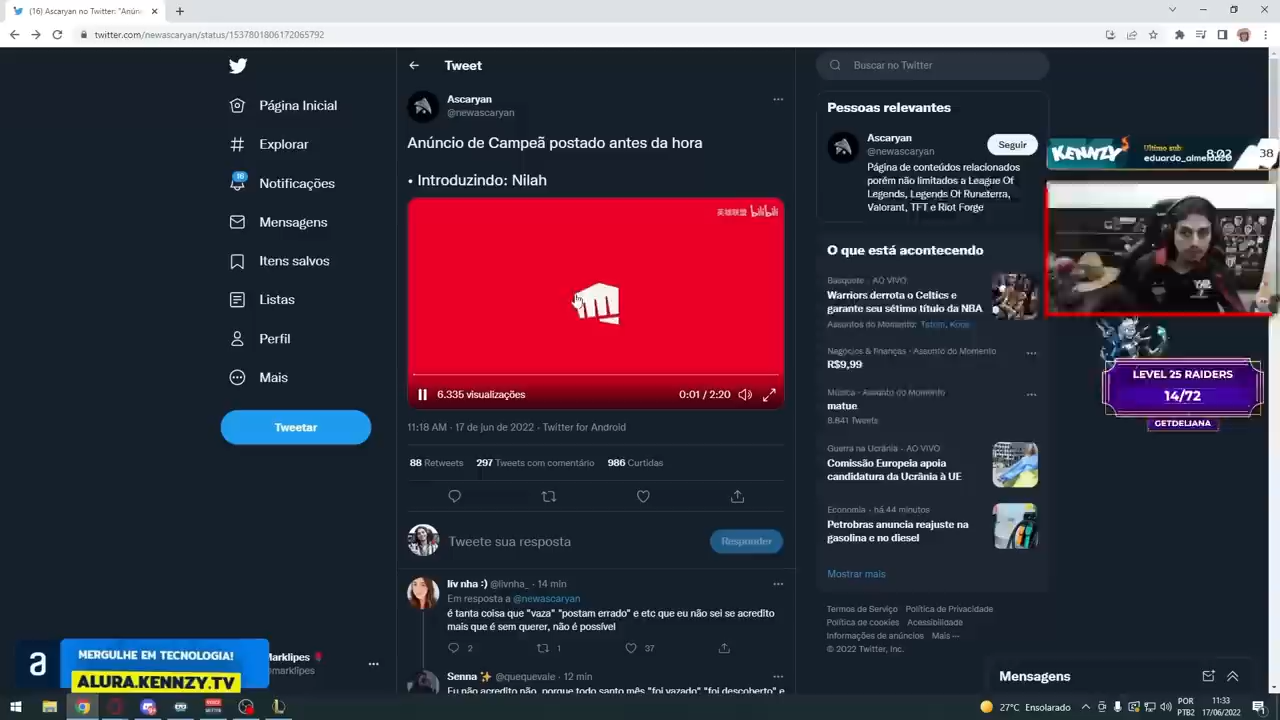 (16) Ascaryan no Twitter: "Anún
twitter.com/newascaryan/status/1537801806172065792
Página Inicial
Explorar
16
Notificações
Mensagens
Itens salvos
Listas
Perfil
Mais
Tweetar
Tweet
Ascaryan
@newascaryan
Anúncio de Campeã postado antes da hora
• Introduzindo: Nilah
英雄联盟 bilibili
6.335 visualizações
0:01 / 2:20
11:18 AM · 17 de jun de 2022 · Twitter for Android
88 Retweets 297 Tweets com comentário 986 Curtidas
Tweete sua resposta
Responder
lív nha :) @livnha_ · 14 min
Em resposta a @newascaryan
é tanta coisa que "vaza" "postam errado" e etc que eu não sei se acredito
mais que é sem querer, não é possível
2 1 37
Senna ✨ @quequevale · 12 min
Eu não acredito não, porque todo santo mês "foi vazado" "foi descoberto" e
Buscar no Twitter
Pessoas relevantes
Ascaryan
@newascaryan
Seguir
Página de conteúdos relacionados
porém não limitados a League Of
Legends, Legends Of Runeterra,
Valorant, TFT e Riot Forge
O que está acontecendo
Basquete · AO VIVO
Warriors derrota o Celtics e
garante seu sétimo título da NBA
Assuntos do Momento:
Negócios & finanças · Assunto do Momento
R$9,99
Música · Assunto do Momento
matue
8.841 Tweets
Guerra na Ucrânia · AO VIVO
Comissão Europeia apoia
candidatura da Ucrânia à UE
Economia · há 44 minutos
Petrobras anuncia reajuste na
gasolina e no diesel
Mostrar mais
Termos de Serviço Política de Privacidade
Política de cookies Acessibilidade
Informações de anúncios Mais ···
© 2022 Twitter, Inc.
Mensagens
KENNZY
Último sub:
eduardo_almeida20
8:02
38
LEVEL 25 RAIDERS
14/72
GETDELIANA
a
MERGULHE EM TECNOLOGIA!
ALURA.KENNZY.TV
Marklipes
@marklipes
27°C Ensolarado
POR
PTB2
11:33
17/06/2022